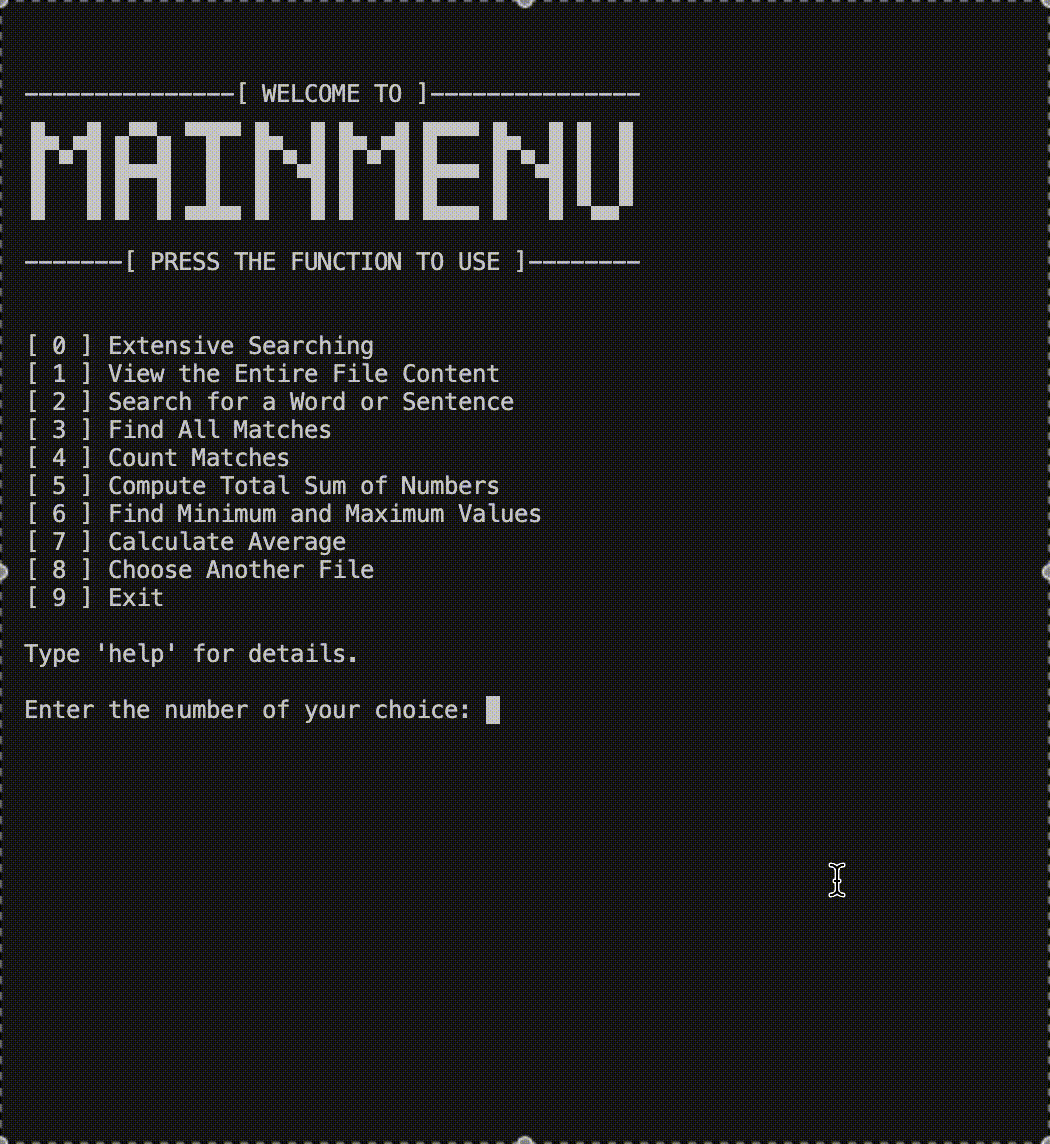 ---------------[ WELCOME TO ]---------------
MAINMENU
-------[ PRESS THE FUNCTION TO USE ]--------
[ 0 ] Extensive Searching
[ 1 ] View the Entire File Content
[ 2 ] Search for a Word or Sentence
[ 3 ] Find All Matches
[ 4 ] Count Matches
[ 5 ] Compute Total Sum of Numbers
[ 6 ] Find Minimum and Maximum Values
[ 7 ] Calculate Average
[ 8 ] Choose Another File
[ 9 ] Exit
Type 'help' for details.
Enter the number of your choice: